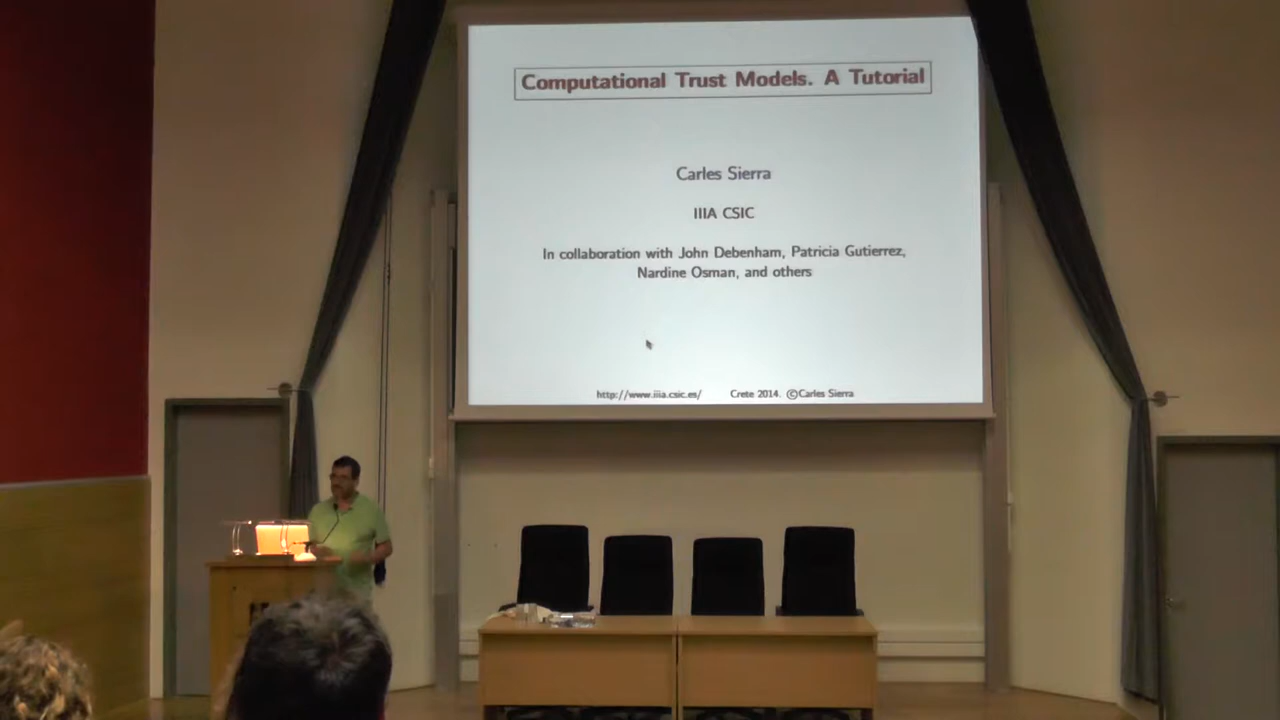 Computational Trust Models. A Tutorial
Carles Sierra
IIIA CSIC
In collaboration with John Debenham, Patricia Gutierrez,
Nardine Osman, and others
http://www.iiia.csic.es/ Crete 2014. ©Carles Sierra